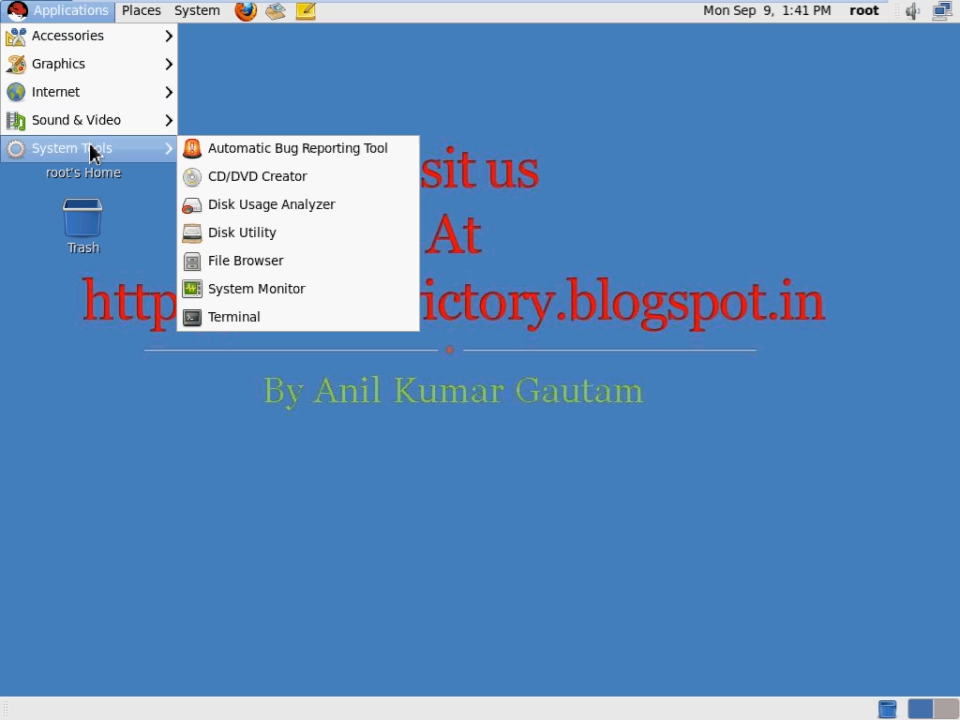 Applications Places System Mon Sep 9, 1:41 PM root
Accessories
Graphics
Internet
Sound & Video
System Tools
Automatic Bug Reporting Tool
CD/DVD Creator
Disk Usage Analyzer
Disk Utility
File Browser
System Monitor
Terminal
root's Home
Trash
sit us
At
http ictory.blogspot.in
By Anil Kumar Gautam